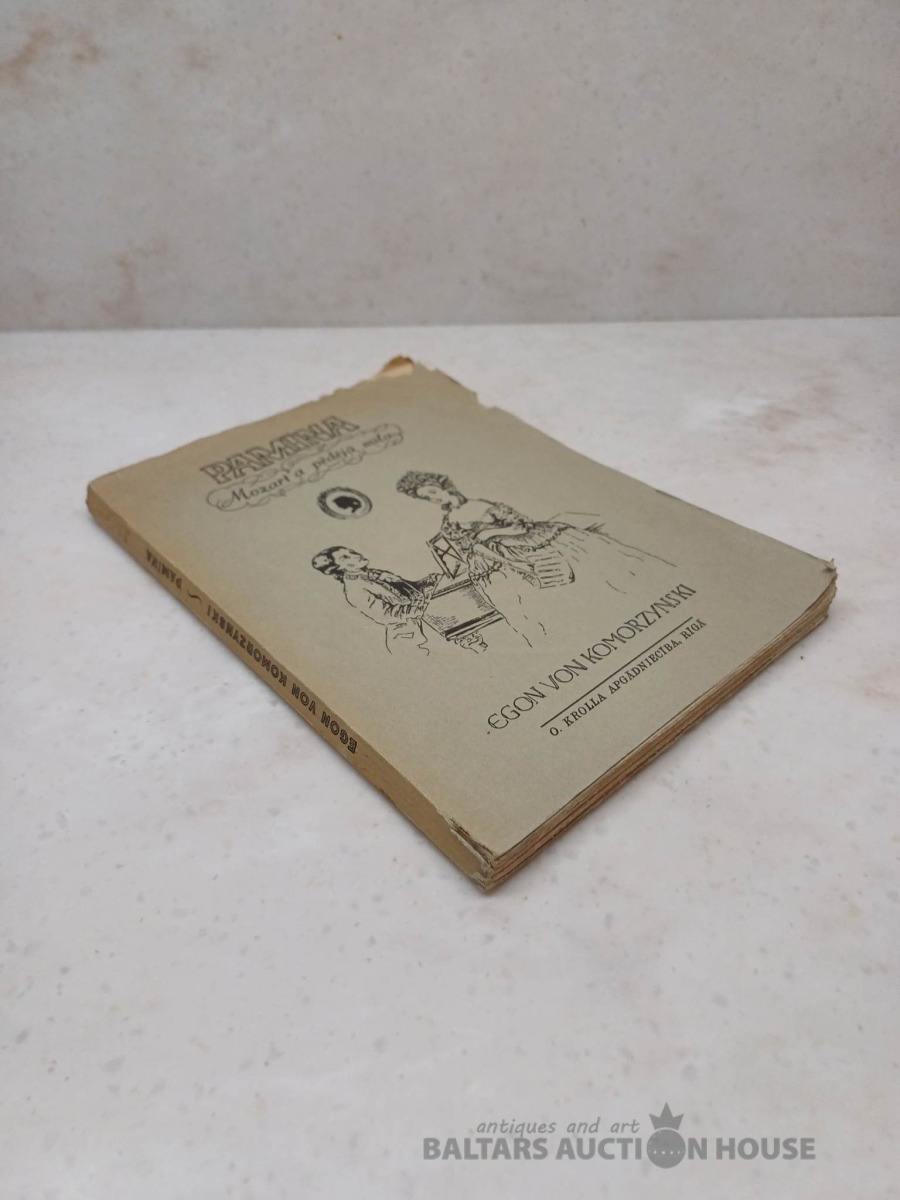 PAMINA
Mozart'a pēdējā mīla
EGON VON KOMORZYNSKI
O. KROLLA APGĀDNIECĪBA, RĪGĀ
EGON VON KOMORZYNSKI ~ PAMINA
antiques and art
BALTARS AUCTION HOUSE